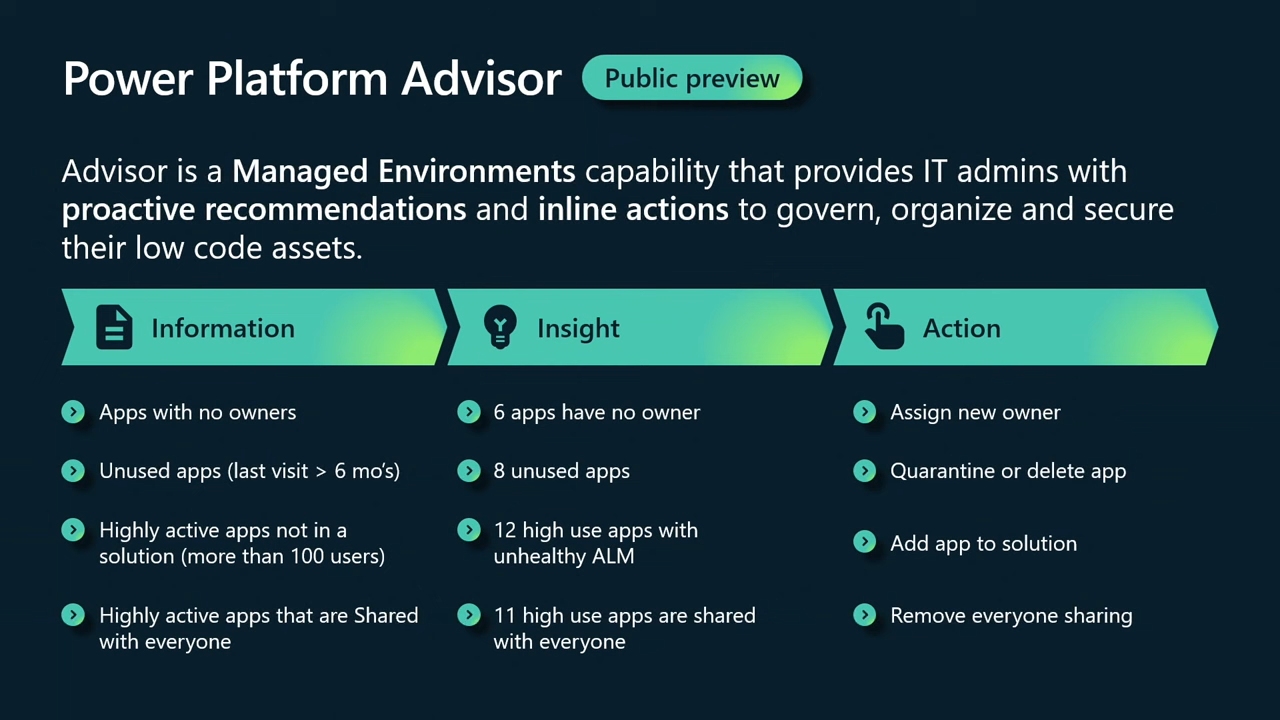 Power Platform Advisor
Public preview
Advisor is a Managed Environments capability that provides IT admins with
proactive recommendations and inline actions to govern, organize and secure
their low code assets.
Information
Insight
Action
Apps with no owners
6 apps have no owner
Assign new owner
Unused apps (last visit > 6 mo’s)
8 unused apps
Quarantine or delete app
Highly active apps not in a
solution (more than 100 users)
12 high use apps with
unhealthy ALM
Add app to solution
Highly active apps that are Shared
with everyone
11 high use apps are shared
with everyone
Remove everyone sharing